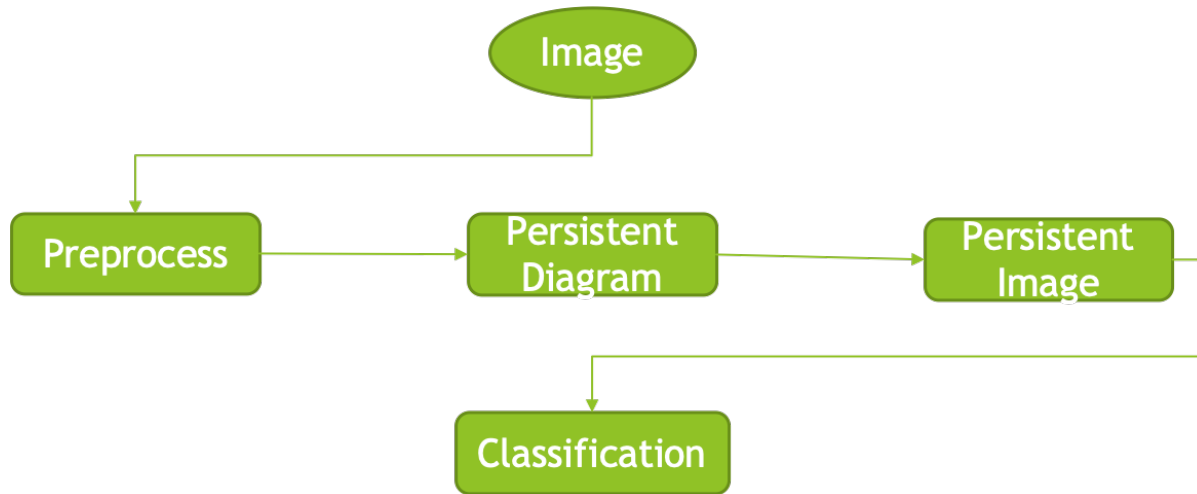 Image
Preprocess
Persistent
Diagram
Persistent
Image
Classification